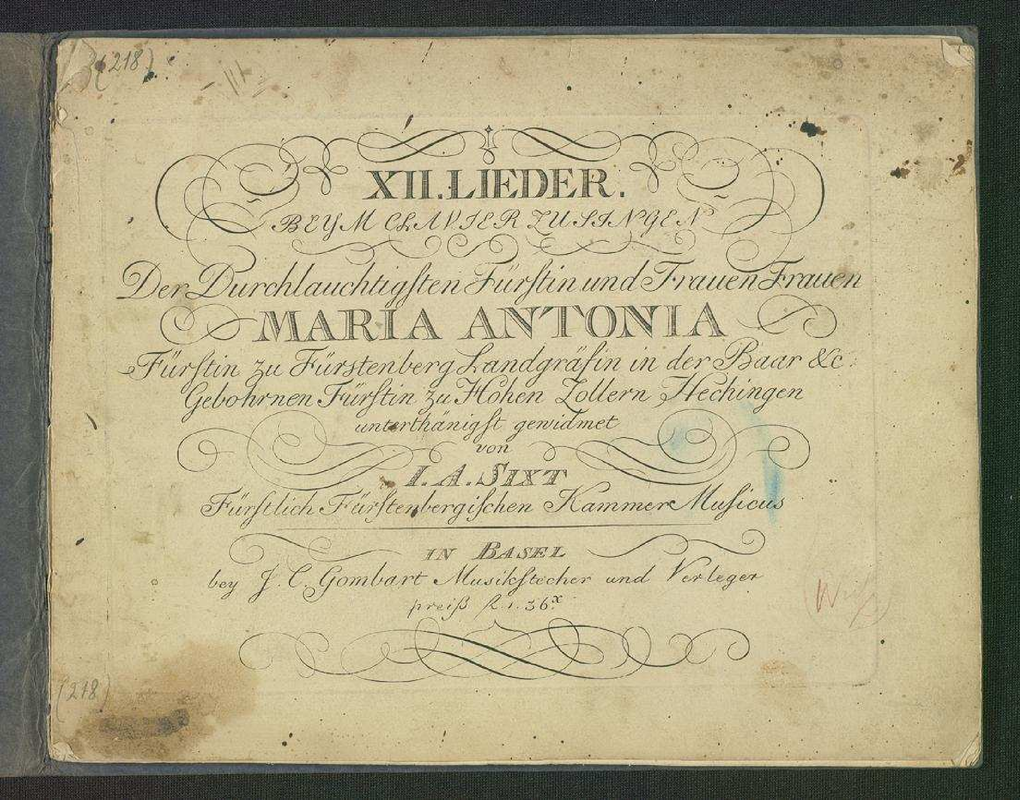 (218)
XII. LIEDER.
BEYM CLAVIER ZU SINGEN
Der Durchlauchtigsten Fürstin und Frauen Frauen
MARIA ANTONIA
Fürstin zu Fürstenberg Landgräfin in der Baar &c.
Gebohrnen Fürstin zu Hohen Zollern Hechingen
unterthänigst gewidmet
von
I. A. SIXT
Fürstlich Fürstenbergischen Kammer Musicus
IN BASEL
bey J. C. Gombart Musikstecher und Verleger
preiß f. 1. 36.x
(218)